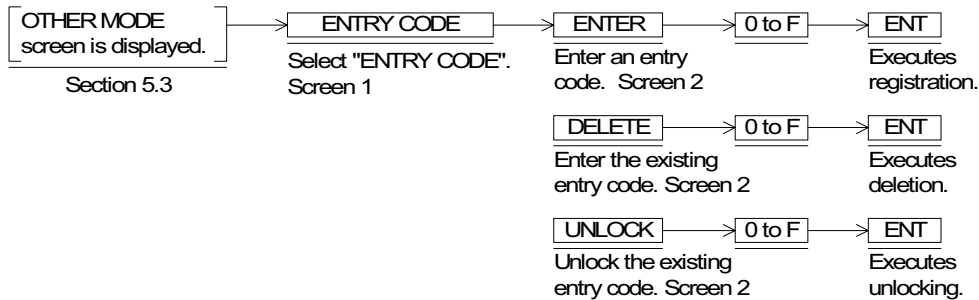 OTHER MODE
screen is displayed.
Section 5.3
ENTRY CODE
Select "ENTRY CODE".
Screen 1
ENTER
Enter an entry
code. Screen 2
0 to F
ENT
Executes
registration.
DELETE
Enter the existing
entry code. Screen 2
0 to F
ENT
Executes
deletion.
UNLOCK
Unlock the existing
entry code. Screen 2
0 to F
ENT
Executes
unlocking.